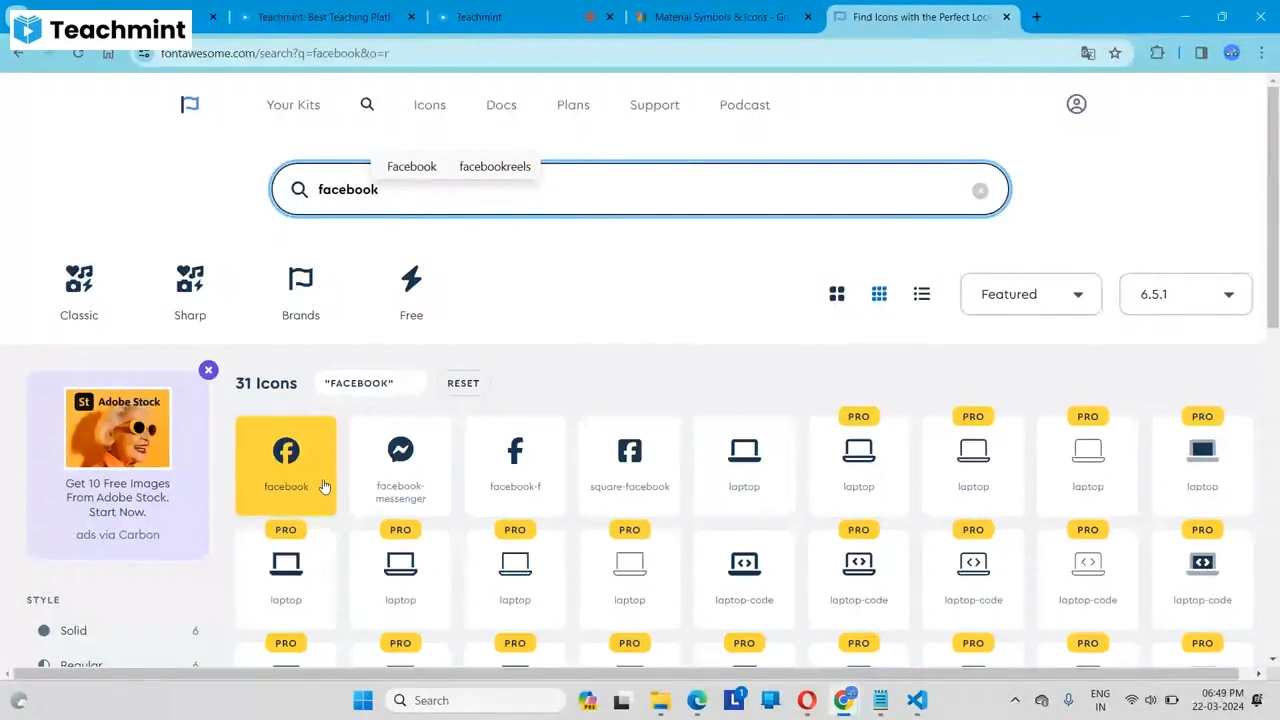 Teachmint
Teachmint: Best Teaching Platf
Teachmint
Material Symbols & Icons - Go
Find Icons with the Perfect Look
fontawesome.com/search?q=facebook&o=r
Your Kits
Icons
Docs
Plans
Support
Podcast
Facebook facebookreels
facebook
Classic
Sharp
Brands
Free
Featured
6.5.1
31 Icons
"FACEBOOK"
RESET
St Adobe Stock
Get 10 Free Images
From Adobe Stock.
Start Now.
ads via Carbon
STYLE
Solid 6
Regular 6
PRO PRO PRO PRO
facebook
facebook-
messenger
facebook-f
square-facebook
laptop
laptop
laptop
laptop
laptop
PRO PRO PRO PRO PRO PRO PRO PRO
laptop
laptop
laptop
laptop
laptop-code
laptop-code
laptop-code
laptop-code
laptop-code
PRO PRO PRO PRO PRO PRO PRO PRO PRO
Search
ENG
IN
06:49 PM
22-03-2024